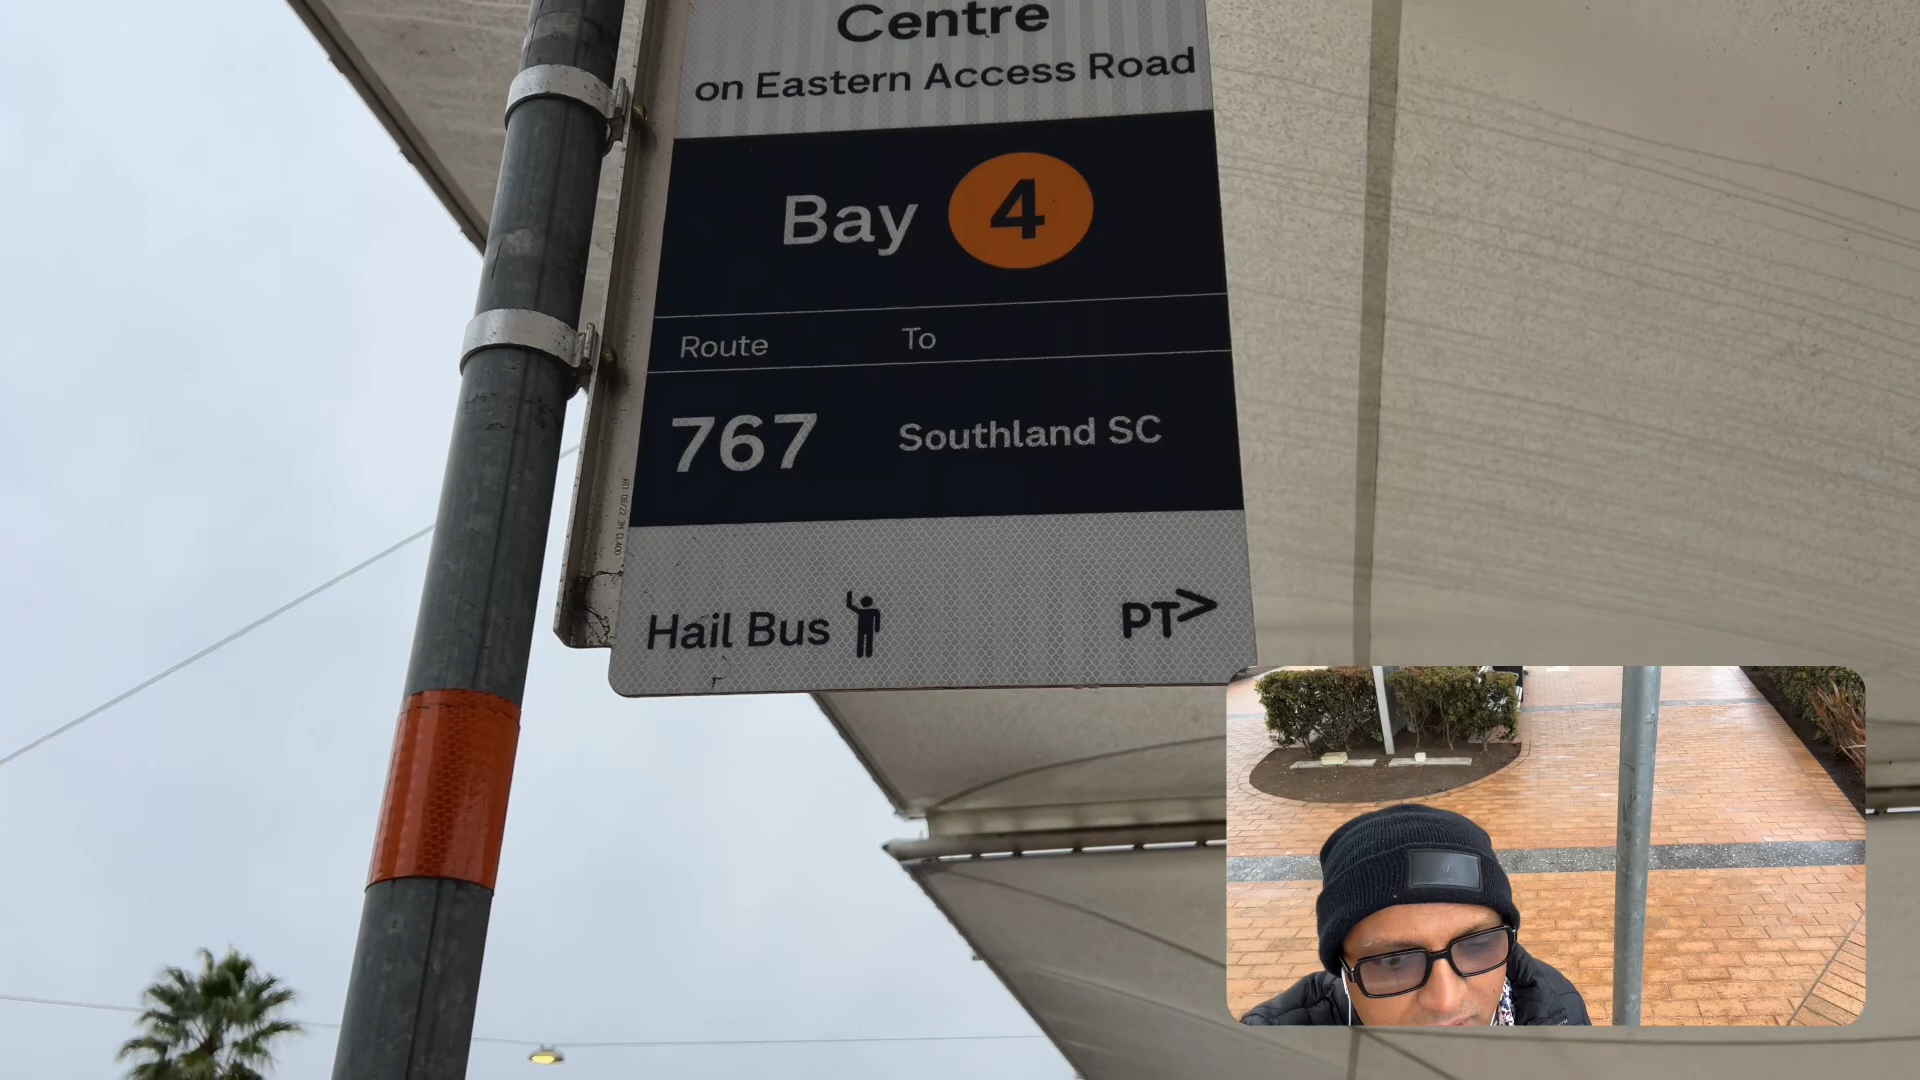 Centre
on Eastern Access Road
Bay 4
Route To
767 Southland SC
Hail Bus PT>